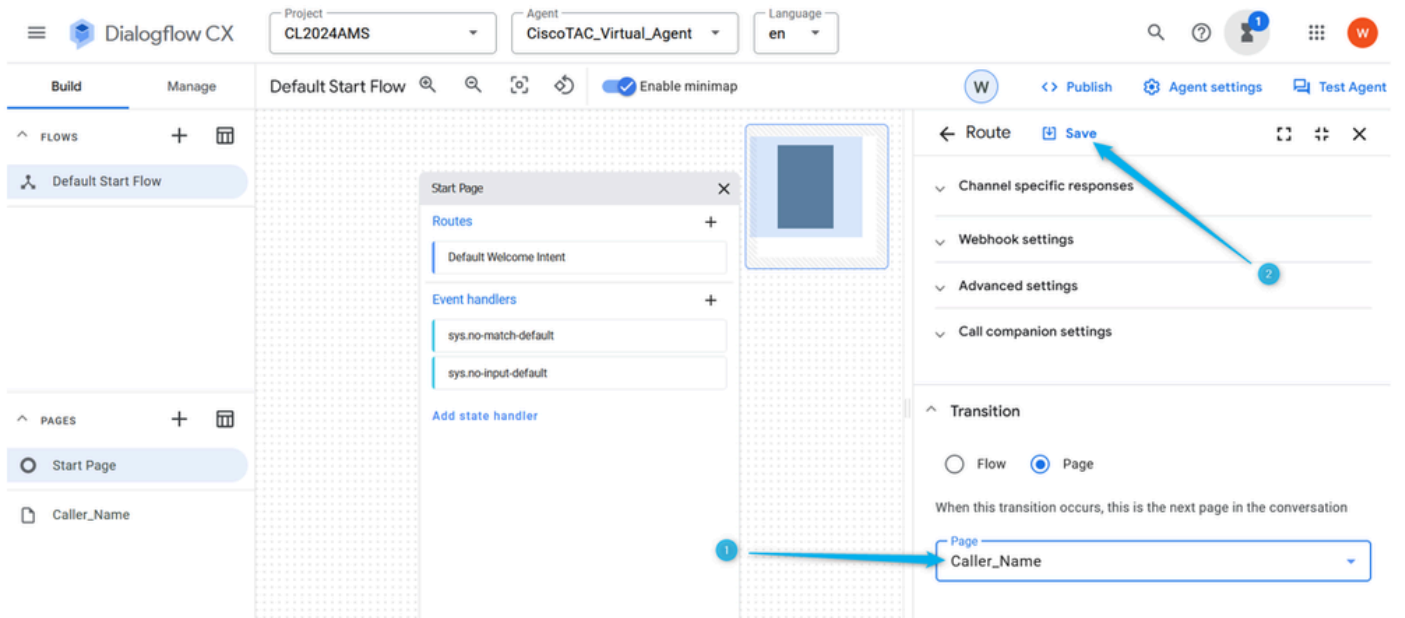 Dialogflow CX
Project
CL2024AMS
Agent
CiscoTAC_Virtual_Agent
Language
en
1
W
Build
Manage
Default Start Flow
Enable minimap
W
Publish
Agent settings
Test Agent
FLOWS
Default Start Flow
PAGES
Start Page
Caller_Name
Start Page
Routes
Default Welcome Intent
Event handlers
sys.no-match-default
sys.no-input-default
Add state handler
1
Route
Save
Channel specific responses
Webhook settings
2
Advanced settings
Call companion settings
Transition
Flow
Page
When this transition occurs, this is the next page in the conversation
Page
Caller_Name